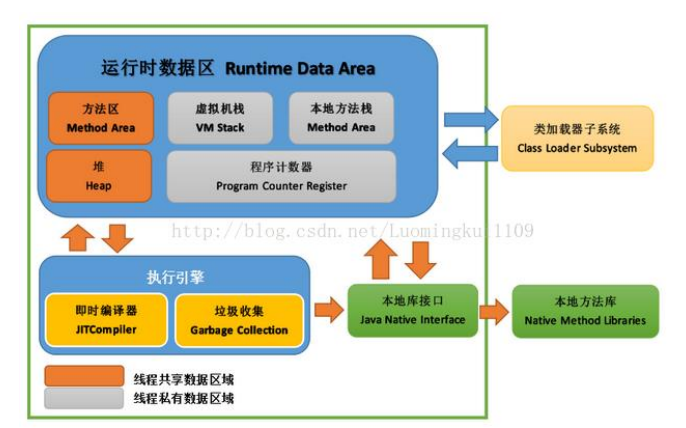 运行时数据区 Runtime Data Area
方法区
Method Area
虚拟机栈
VM Stack
本地方法栈
Method Area
堆
Heap
程序计数器
Program Counter Register
类加载器子系统
Class Loader Subsystem
http://blog.csdn.net/Luomingkui1109
执行引擎
即时编译器
JITCompiler
垃圾收集
Garbage Collection
本地库接口
Java Native Interface
本地方法库
Native Method Libraries
线程共享数据区域
线程私有数据区域